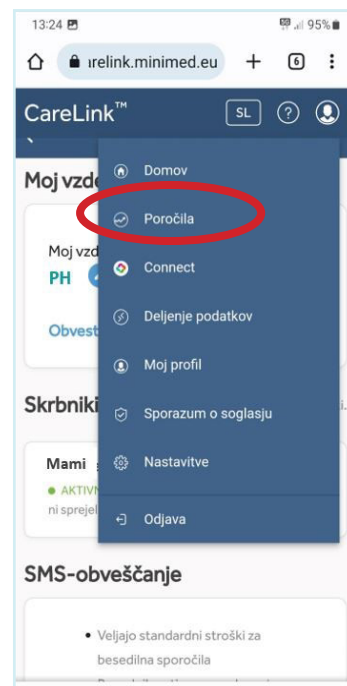 13:24 5G 95%
arelink.minimed.eu + 6
CareLink™ SL ?
Moj vzd
Domov
Poročila
Moj vzd
PH
Connect
Obvest
Deljenje podatkov
Moj profil
Skrbniki
Sporazum o soglasju
Mami
Nastavitve
AKTIVN
ni sprejel
Odjava
SMS-obveščanje
• Veljajo standardni stroški za
besedilna sporočila